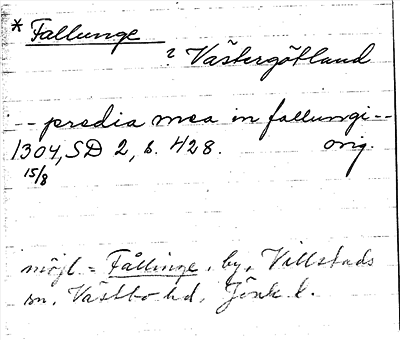 * Fallunge
? Västergötland
-- predia mea in fallungi --
1304, SD 2, s. 428. orig.
15/8
möjl. = Fållinge, by, Villstads
sn, Västbo hd, Jönk. l.